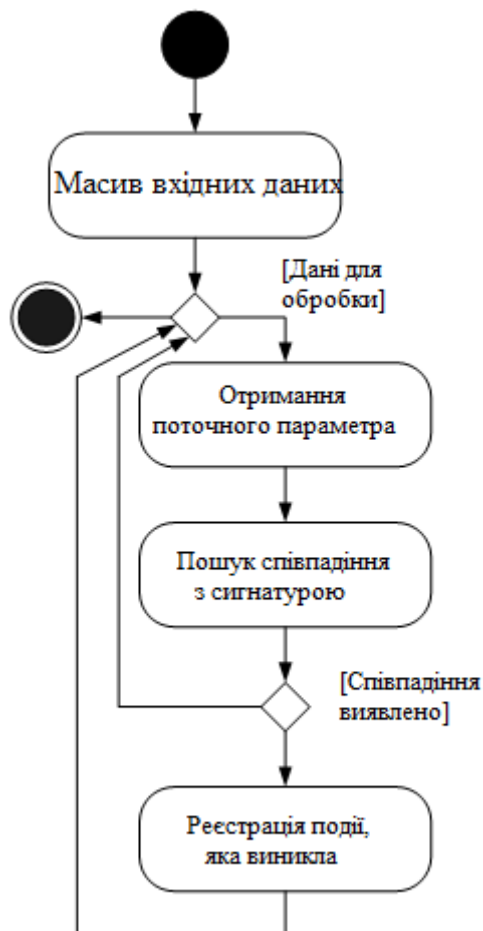 Масив вхідних даних
[Дані для
обробки]
Отримання
поточного параметра
Пошук співпадіння
з сигнатурою
[Співпадіння
виявлено]
Реєстрація події,
яка виникла